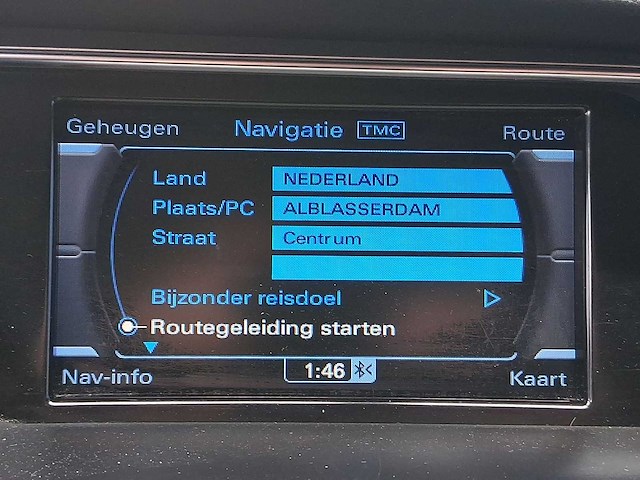 Geheugen Navigatie TMC Route
Land NEDERLAND
Plaats/PC ALBLASSERDAM
Straat Centrum
Bijzonder reisdoel
Routegeleiding starten
Nav-info 1:46 Kaart